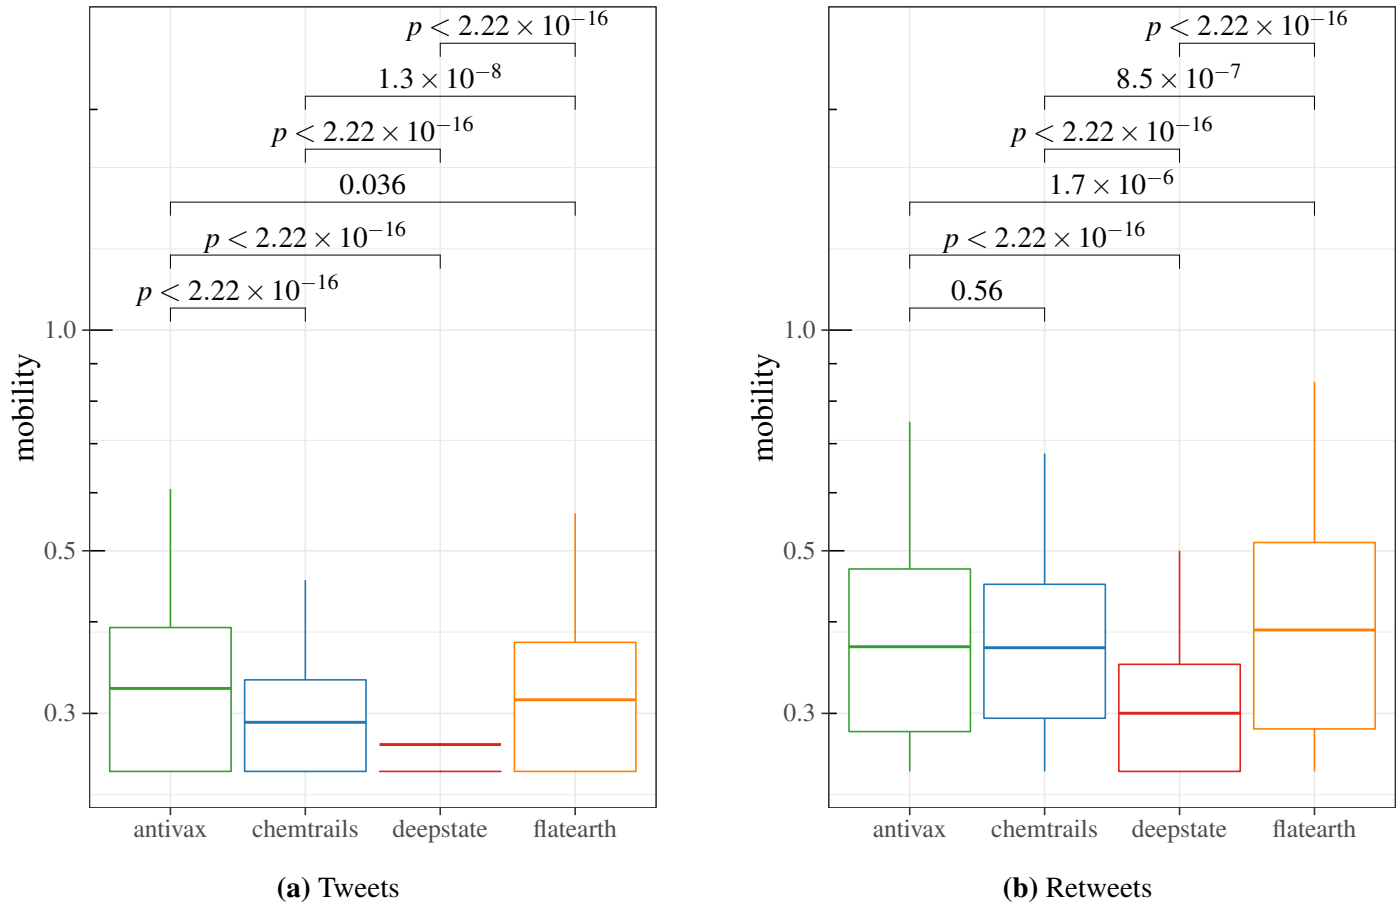 p < 2.22 × 10⁻¹⁶
1.3 × 10⁻⁸
p < 2.22 × 10⁻¹⁶
0.036
p < 2.22 × 10⁻¹⁶
p < 2.22 × 10⁻¹⁶
1.0
0.5
0.3
mobility
antivax chemtrails deepstate flatearth
(a) Tweets
p < 2.22 × 10⁻¹⁶
8.5 × 10⁻⁷
p < 2.22 × 10⁻¹⁶
1.7 × 10⁻⁶
p < 2.22 × 10⁻¹⁶
0.56
1.0
0.5
0.3
mobility
antivax chemtrails deepstate flatearth
(b) Retweets